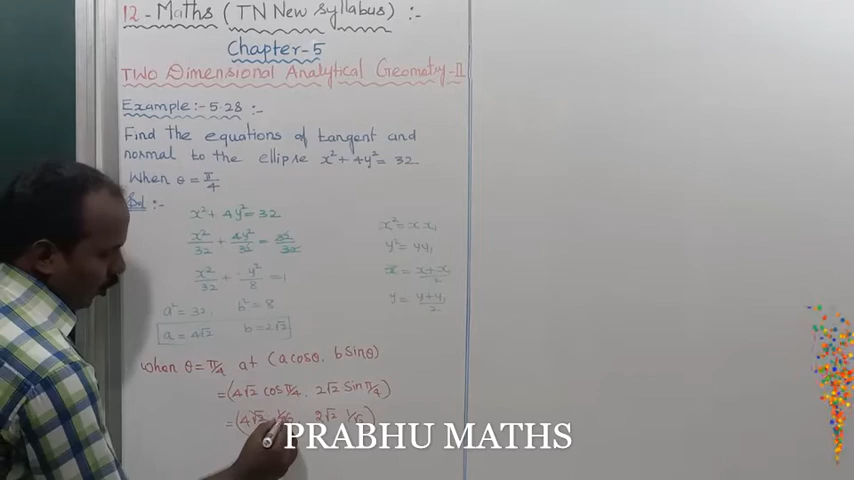 12 - Maths (TN New Syllabus) :-
Chapter-5
Two Dimensional Analytical Geometry-II
Example:- 5.28 :-
Find the equations of tangent and
normal to the ellipse x²+4y²= 32
When θ = π/4
Sol :-
x²+ 4y²= 32
x²/32 + 4y²/32 = 32/32
x²/32 + y²/8 = 1
a²= 32, b²= 8
a= 4√2 b= 2√2
x²= xx₁
y²= yy₁
x = x+x₁/2
y = y+y₁/2
when θ = π/4 at (a cosθ, b sinθ)
= (4√2 cos π/4, 2√2 sin π/4)
= (4√2 · 1/√2, 2√2 · 1/√2)
PRABHU MATHS